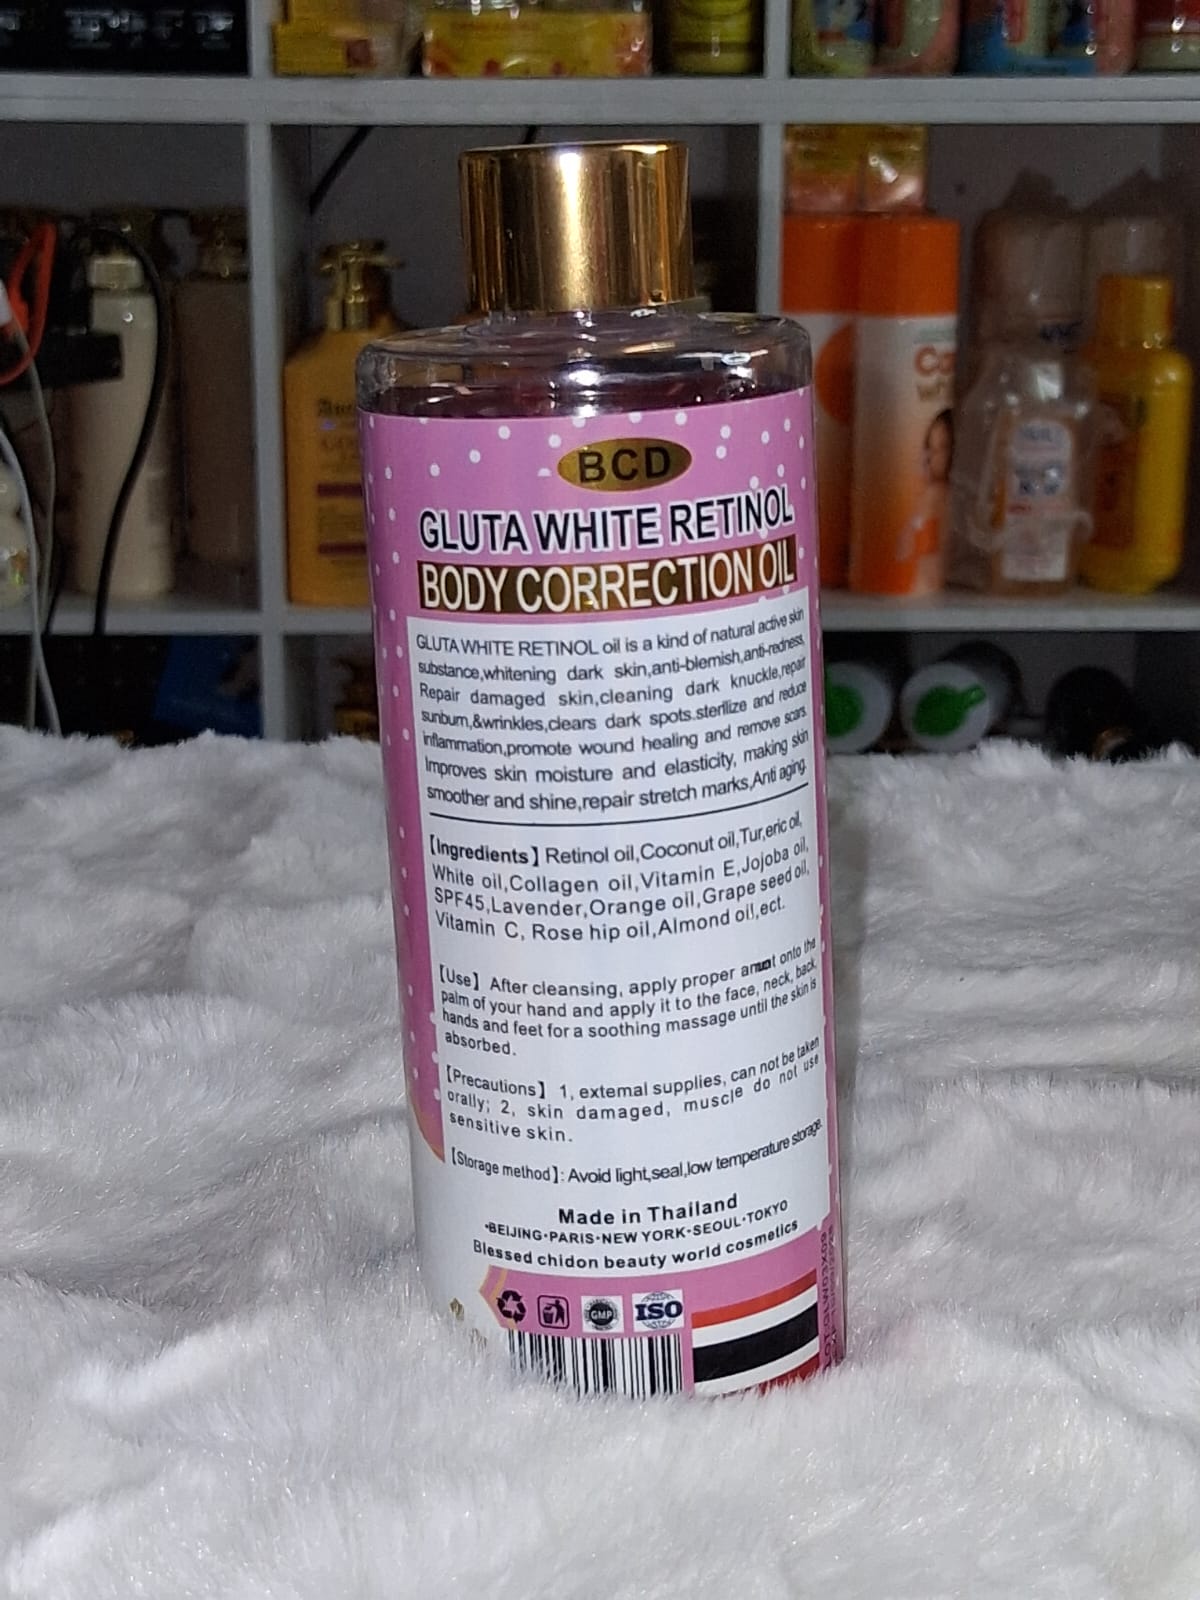 BCD
GLUTA WHITE RETINOL
BODY CORRECTION OIL
GLUTA WHITE RETINOL oil is a kind of natural active skin
substance,whitening dark skin,anti-blemish,anti-redness,
Repair damaged skin,cleaning dark knuckle,repair
sunburn,&wrinkles,clears dark spots..sterilize and reduce
inflammation,promote wound healing and remove scars.
Improves skin moisture and elasticity, making skin
smoother and shine,repair stretch marks,Anti aging.
【Ingredients】Retinol oil,Coconut oil,Tur,eric oil,
White oil,Collagen oil,Vitamin E,Jojoba oil,
SPF45,Lavender,Orange oil,Grape seed oil,
Vitamin C, Rose hip oil,Almond oil,ect.
【Use】After cleansing, apply proper onto the
palm of your hand and apply it to the face, neck, back,
hands and feet for a soothing massage until the skin is
absorbed.
【Precautions】 1, external supplies, can not be taken
orally; 2, skin damaged, muscle do not use
sensitive skin.
【Storage method】: Avoid light,seal,low temperature storage.
Made in Thailand
•BEIJING•PARIS•NEW YORK•SEOUL•TOKYO
Blessed chidon beauty world cosmetics
GMP
ISO